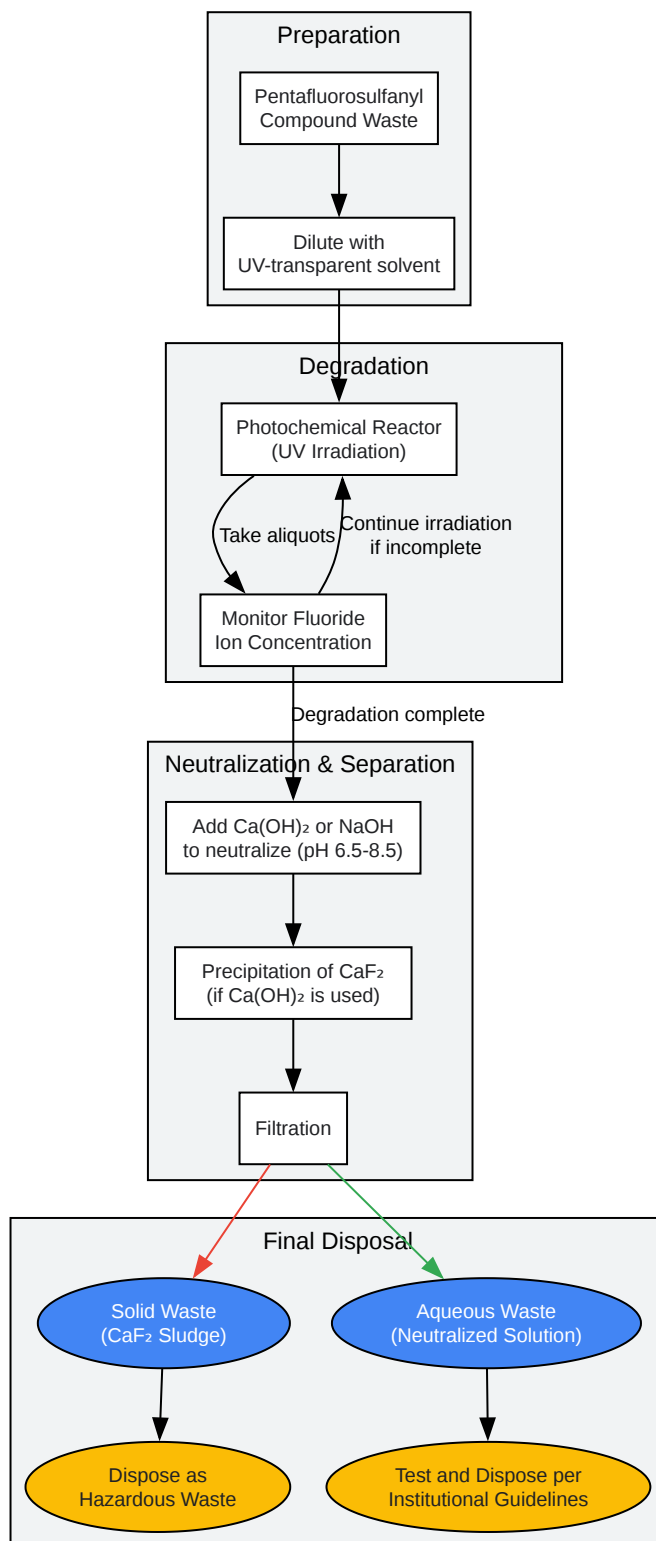 Preparation
Pentafluorosulfanyl
Compound Waste
Dilute with
UV-transparent solvent
Degradation
Photochemical Reactor
(UV Irradiation)
Take aliquots
Continue irradiation
if incomplete
Monitor Fluoride
Ion Concentration
Degradation complete
Neutralization & Separation
Add Ca(OH)₂ or NaOH
to neutralize (pH 6.5-8.5)
Precipitation of CaF₂
(if Ca(OH)₂ is used)
Filtration
Final Disposal
Solid Waste
(CaF₂ Sludge)
Aqueous Waste
(Neutralized Solution)
Dispose as
Hazardous Waste
Test and Dispose per
Institutional Guidelines